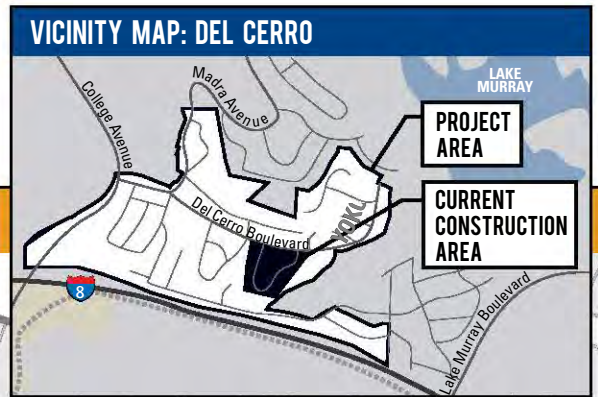 VICINITY MAP: DEL CERRO
LAKE
MURRAY
Madra Avenue
College Avenue
PROJECT
AREA
YOKU
Del Cerro Boulevard
CURRENT
CONSTRUCTION
AREA
8
Lake Murray Boulevard